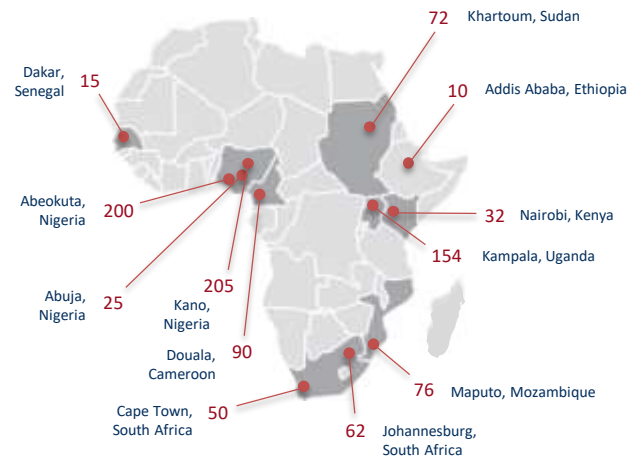 72 Khartoum, Sudan
Dakar,
Senegal
15
10 Addis Ababa, Ethiopia
Abeokuta,
Nigeria
200
32 Nairobi, Kenya
154 Kampala, Uganda
Abuja,
Nigeria
25
205
Kano,
Nigeria
Douala,
Cameroon
90
76
Maputo, Mozambique
Cape Town,
South Africa
50
62
Johannesburg,
South Africa